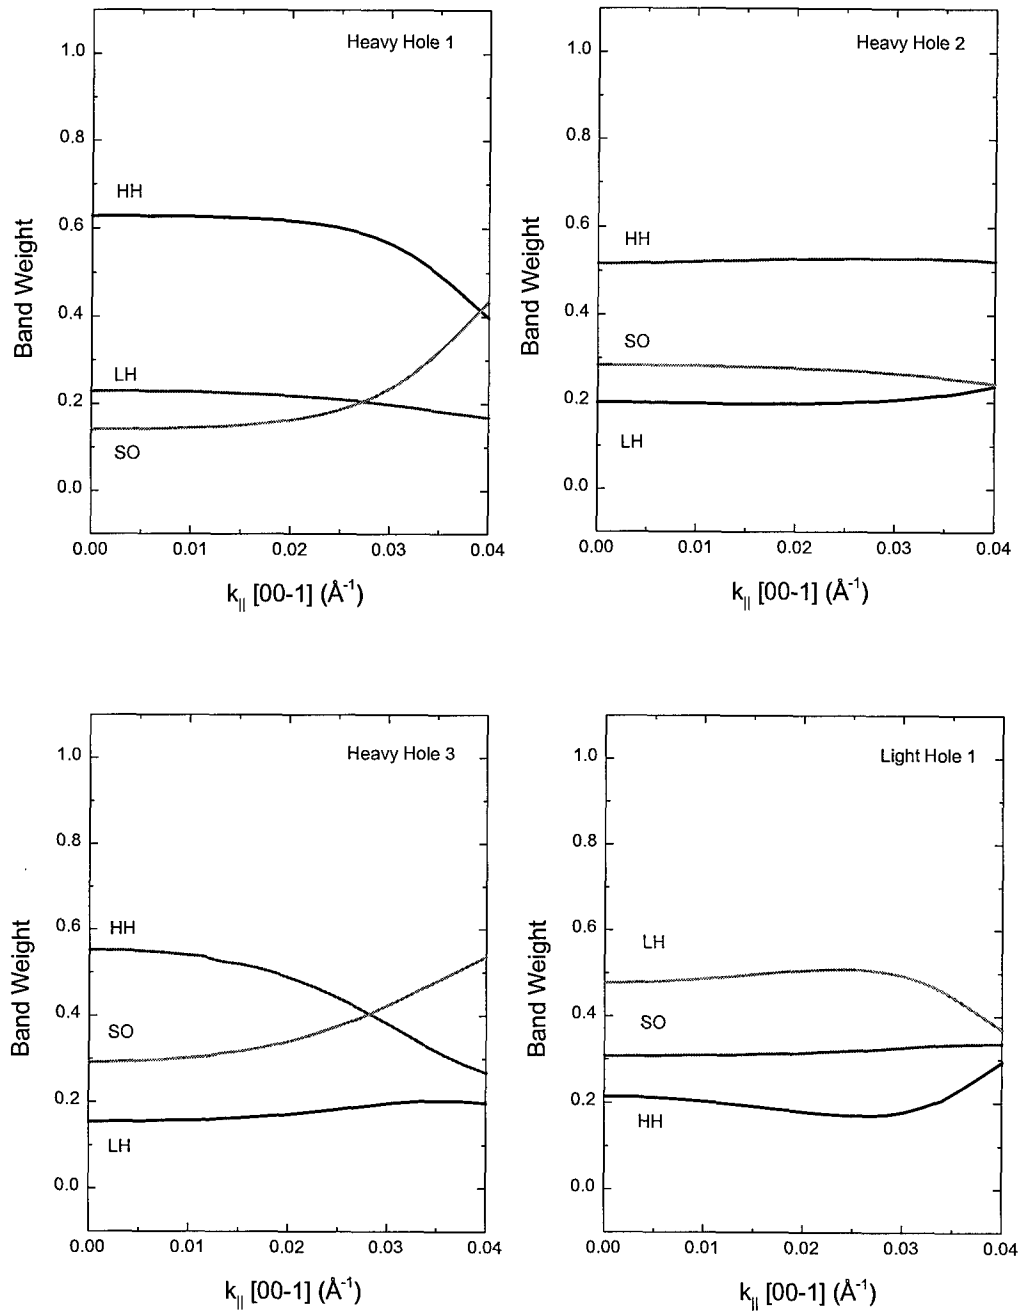 Heavy Hole 1
1.0
0.8
HH
0.6
Band Weight
0.4
LH
0.2
SO
0.0
0.00 0.01 0.02 0.03 0.04
k|| [00-1] (Å-1)
Heavy Hole 2
1.0
0.8
HH
0.6
Band Weight
0.4
SO
0.2
LH
0.0
0.00 0.01 0.02 0.03 0.04
k|| [00-1] (Å-1)
Heavy Hole 3
1.0
0.8
HH
0.6
Band Weight
0.4
SO
0.2
LH
0.0
0.00 0.01 0.02 0.03 0.04
k|| [00-1] (Å-1)
Light Hole 1
1.0
0.8
0.6
LH
Band Weight
0.4
SO
0.2
HH
0.0
0.00 0.01 0.02 0.03 0.04
k|| [00-1] (Å-1)